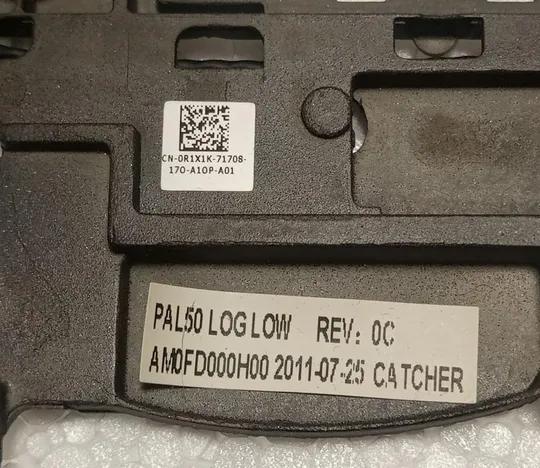 CN-0R1X1K-71708-
170-A10P-A01
PAL50 LOG LOW REV: 0C
AM0FD000H00 2011-07-25 CATCHER